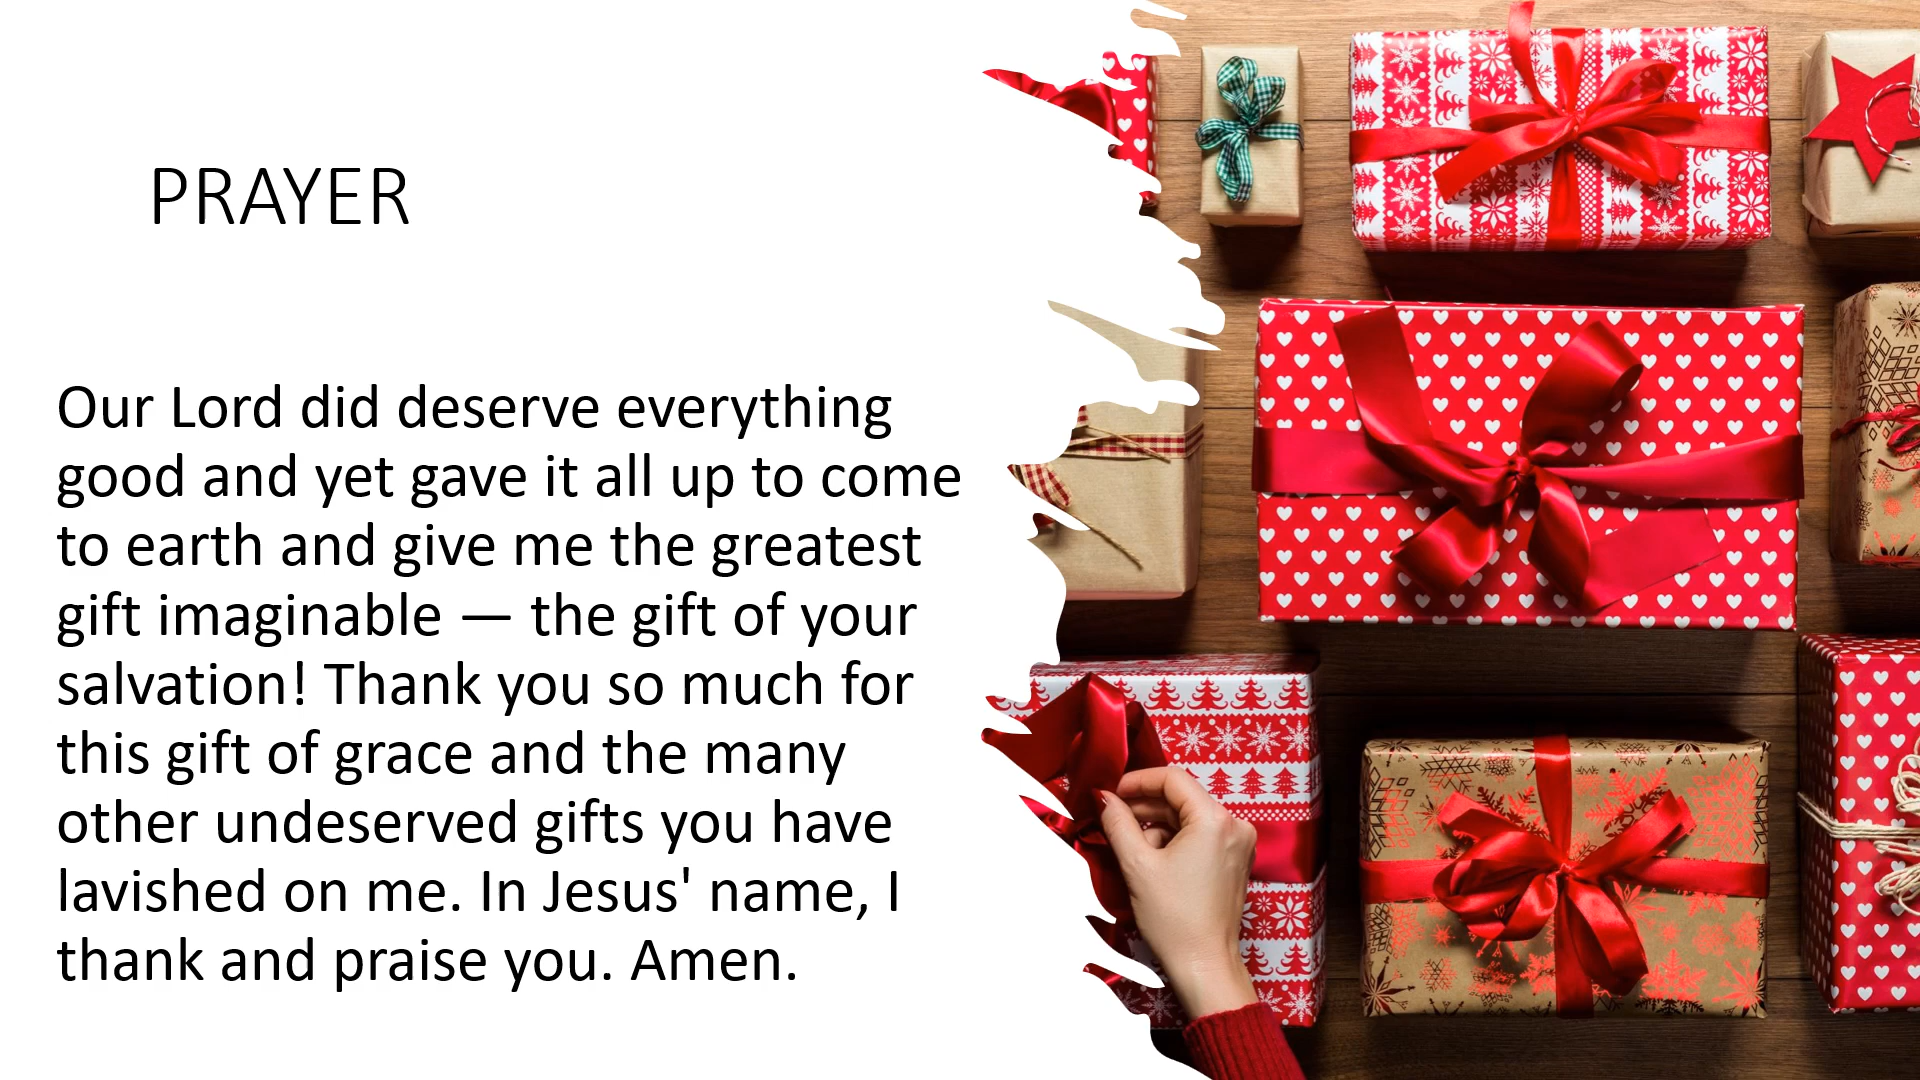 PRAYER
Our Lord did deserve everything
good and yet gave it all up to come
to earth and give me the greatest
gift imaginable — the gift of your
salvation! Thank you so much for
this gift of grace and the many
other undeserved gifts you have
lavished on me. In Jesus' name, I
thank and praise you. Amen.